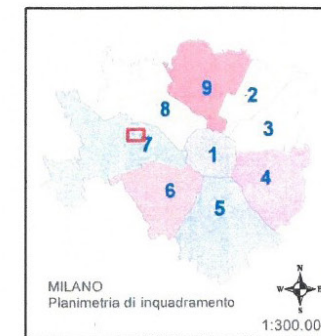 9
2
8
3
7
1
4
6
5
MILANO
Planimetria di inquadramento
N
W E
S
1:300.00